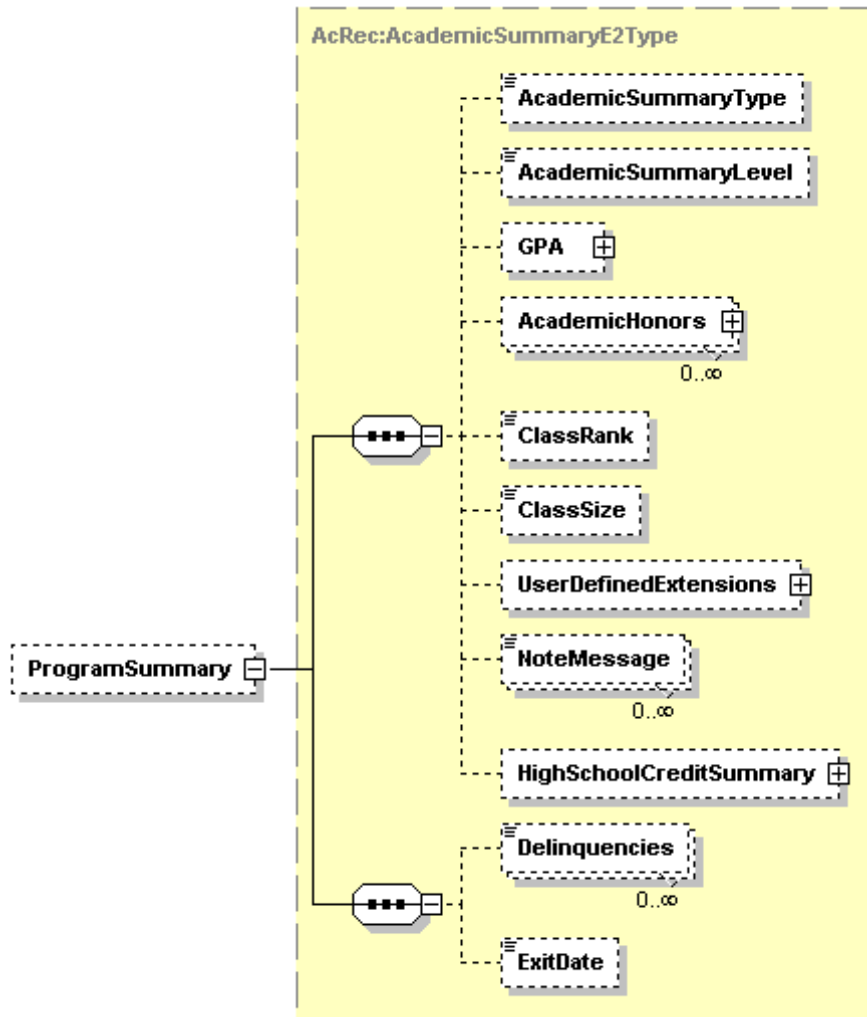 AcRec:AcademicSummaryE2Type
AcademicSummaryType
AcademicSummaryLevel
GPA
AcademicHonors
0..∞
ClassRank
ClassSize
UserDefinedExtensions
ProgramSummary
NoteMessage
0..∞
HighSchoolCreditSummary
Delinquencies
0..∞
ExitDate